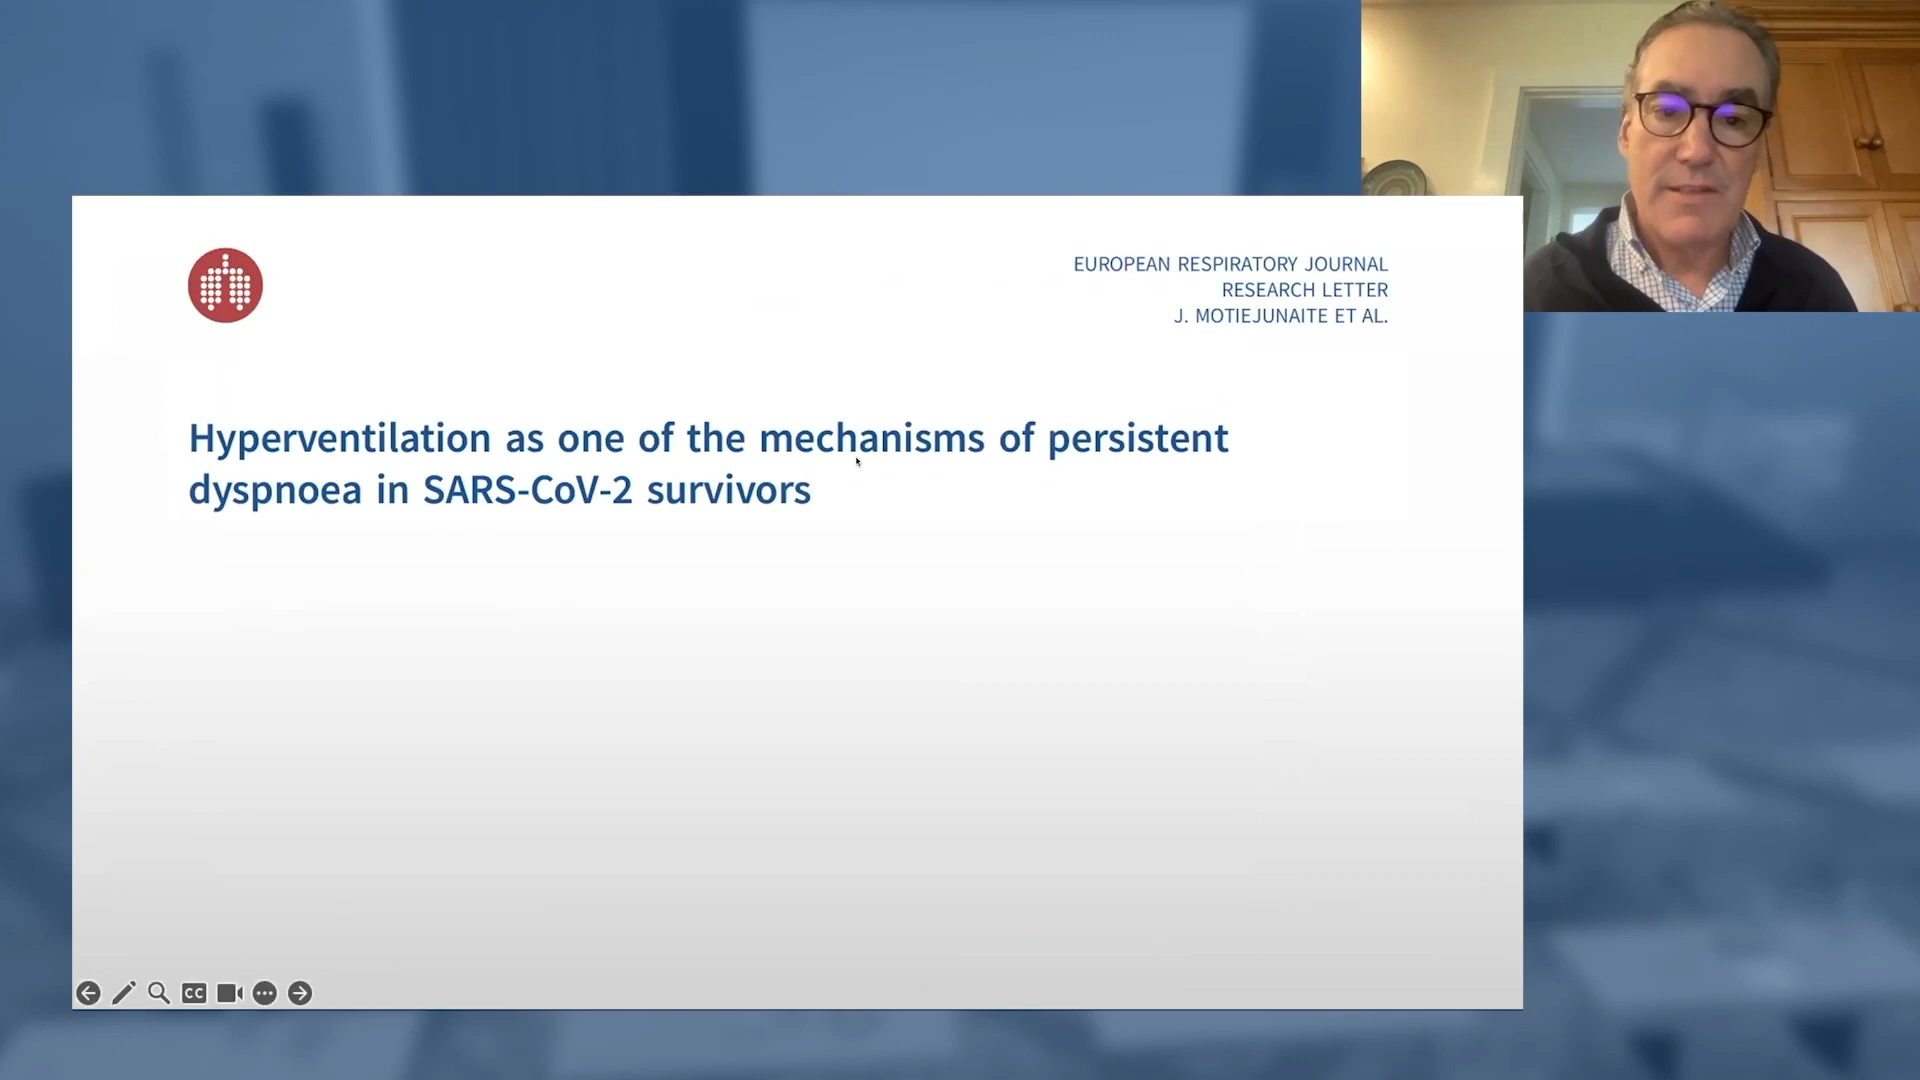 EUROPEAN RESPIRATORY JOURNAL
RESEARCH LETTER
J. MOTIEJUNAITE ET AL.
Hyperventilation as one of the mechanisms of persistent
dyspnoea in SARS-CoV-2 survivors
CC